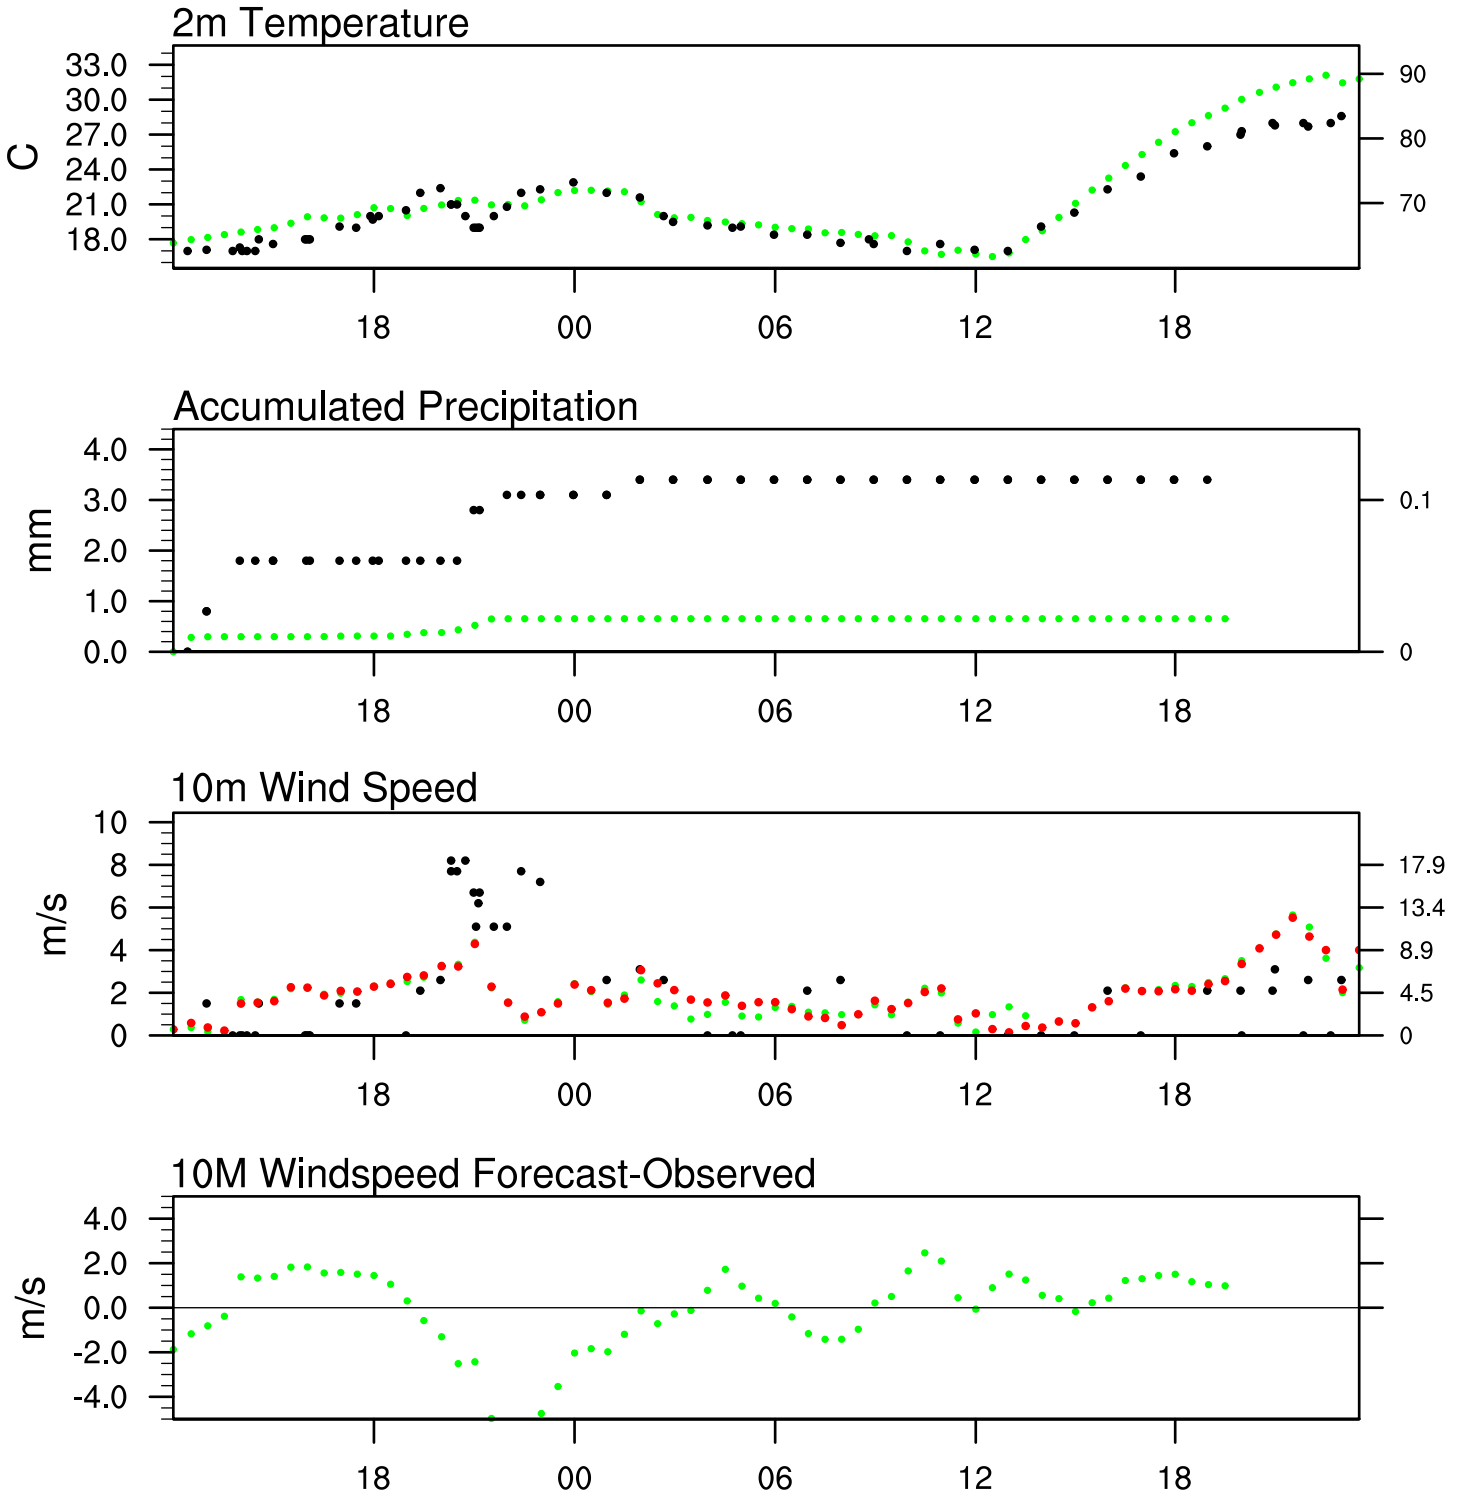 2m Temperature
33.0
30.0
27.0
24.0
21.0
18.0
C
90
80
70
18 00 06 12 18
Accumulated Precipitation
4.0
3.0
2.0
1.0
0.0
mm
0.1
0
18 00 06 12 18
10m Wind Speed
10
8
6
4
2
0
m/s
17.9
13.4
8.9
4.5
0
18 00 06 12 18
10M Windspeed Forecast-Observed
4.0
2.0
0.0
-2.0
-4.0
m/s
18 00 06 12 18